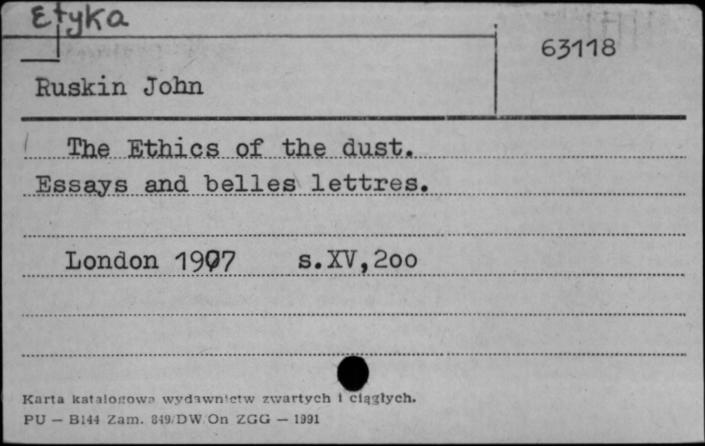 Etyka
63118
Ruskin John
The Ethics of the dust.
Essays and belles lettres.
London 1907 s.XV,2oo
Karta katalogowa wydawnictw zwartych i ciągłych.
PU — B144 Zam. 849/DW/On ZGG — 1991